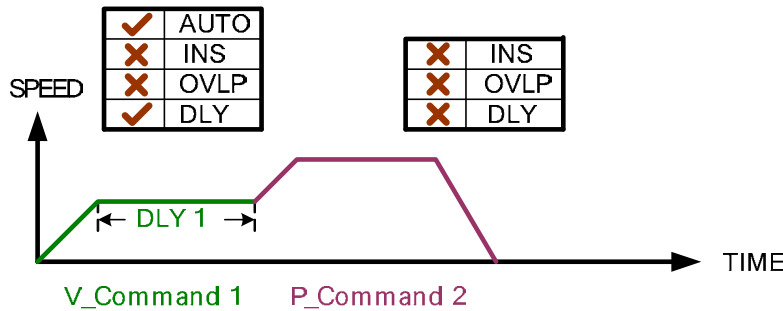 AUTO
INS
OVLP
DLY
INS
OVLP
DLY
SPEED
DLY 1
TIME
V_Command 1
P_Command 2